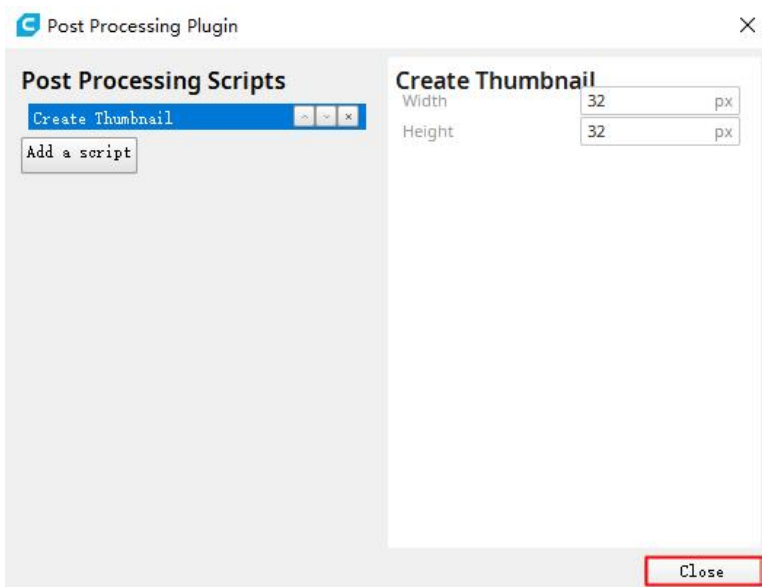 Post Processing Plugin
Post Processing Scripts
Create Thumbnail
Add a script
Create Thumbnail
Width 32 px
Height 32 px
Close